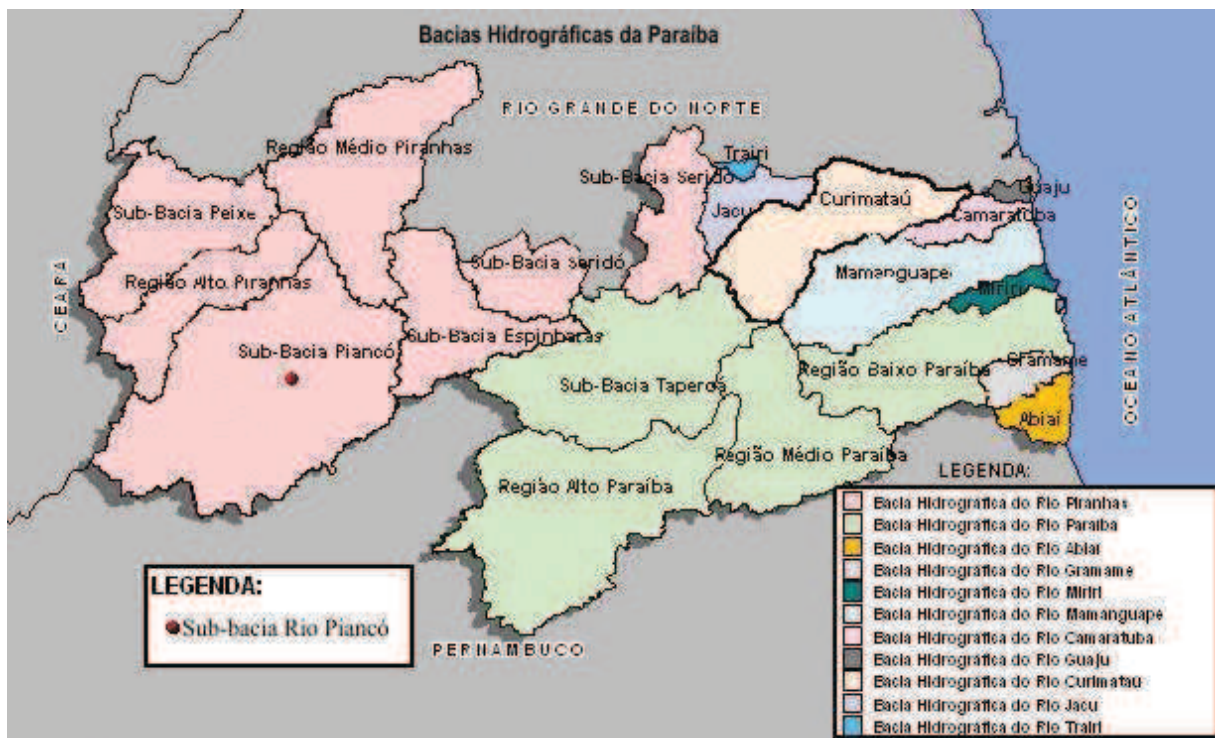 Bacias Hidrográficas da Paraíba
RIO GRANDE DO NORTE
Região Médio Piranhas
Trairi
Sub-Bacia Seridó
Guaju
Sub-Bacia Peixe
Jacu
Curimataú
Camaratuba
CEARÁ
Região Alto Piranhas
Sub-Bacia Seridó
Mamanguape
Miriri
OCEANO ATLÂNTICO
Sub-Bacia Piancó
Sub-Bacia Espinharas
Gramame
Sub-Bacia Taperoá
Região Baixo Paraíba
Abiaí
Região Médio Paraíba
Região Alto Paraíba
PERNAMBUCO
LEGENDA:
Sub-bacia Rio Piancó
LEGENDA:
Bacia Hidrográfica do Rio Piranhas
Bacia Hidrográfica do Rio Paraíba
Bacia Hidrográfica do Rio Abiaí
Bacia Hidrográfica do Rio Gramame
Bacia Hidrográfica do Rio Miriri
Bacia Hidrográfica do Rio Mamanguape
Bacia Hidrográfica do Rio Camaratuba
Bacia Hidrográfica do Rio Guaju
Bacia Hidrográfica do Rio Curimataú
Bacia Hidrográfica do Rio Jacu
Bacia Hidrográfica do Rio Trairi